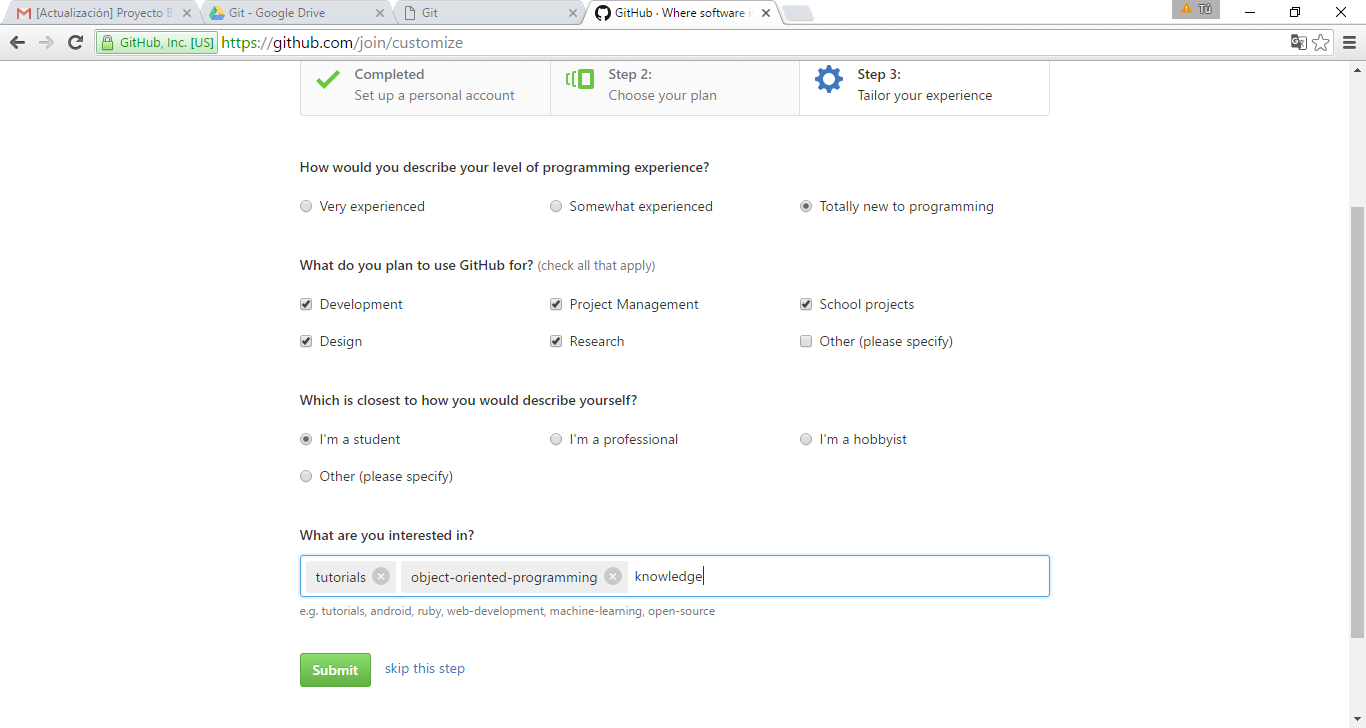 [Actualización] Proyecto B
Git - Google Drive
Git
GitHub · Where software i
Tú
GitHub, Inc. [US] https://github.com/join/customize
Completed
Set up a personal account
Step 2:
Choose your plan
Step 3:
Tailor your experience
How would you describe your level of programming experience?
Very experienced
Somewhat experienced
Totally new to programming
What do you plan to use GitHub for? (check all that apply)
Development
Project Management
School projects
Design
Research
Other (please specify)
Which is closest to how you would describe yourself?
I'm a student
I'm a professional
I'm a hobbyist
Other (please specify)
What are you interested in?
tutorials object-oriented-programming knowledge
e.g. tutorials, android, ruby, web-development, machine-learning, open-source
Submit
skip this step